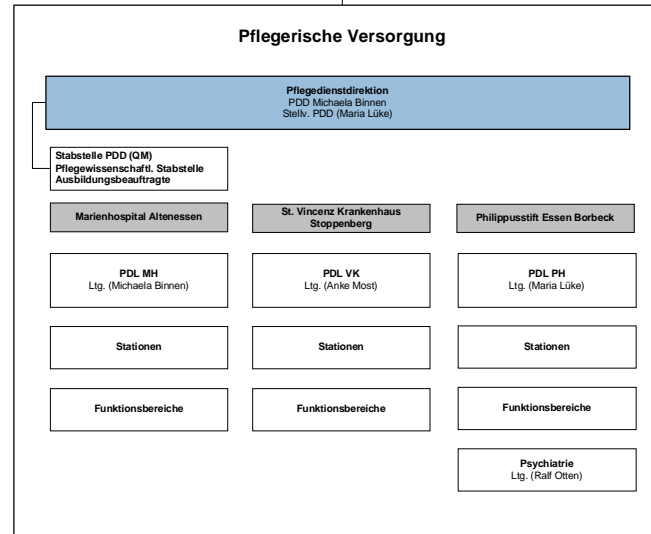 Pflegerische Versorgung
Pflegedienstdirektion
PDD Michaela Binnen
Stellv. PDD (Maria Lüke)
Stabstelle PDD (QM)
Pflegewissenschaftl. Stabstelle
Ausbildungsbeauftragte
Marienhospital Altenessen
St. Vincenz Krankenhaus
Stoppenberg
Philippusstift Essen Borbeck
PDL MH
Ltg. (Michaela Binnen)
PDL VK
Ltg. (Anke Most)
PDL PH
Ltg. (Maria Lüke)
Stationen
Stationen
Stationen
Funktionsbereiche
Funktionsbereiche
Funktionsbereiche
Psychiatrie
Ltg. (Ralf Otten)